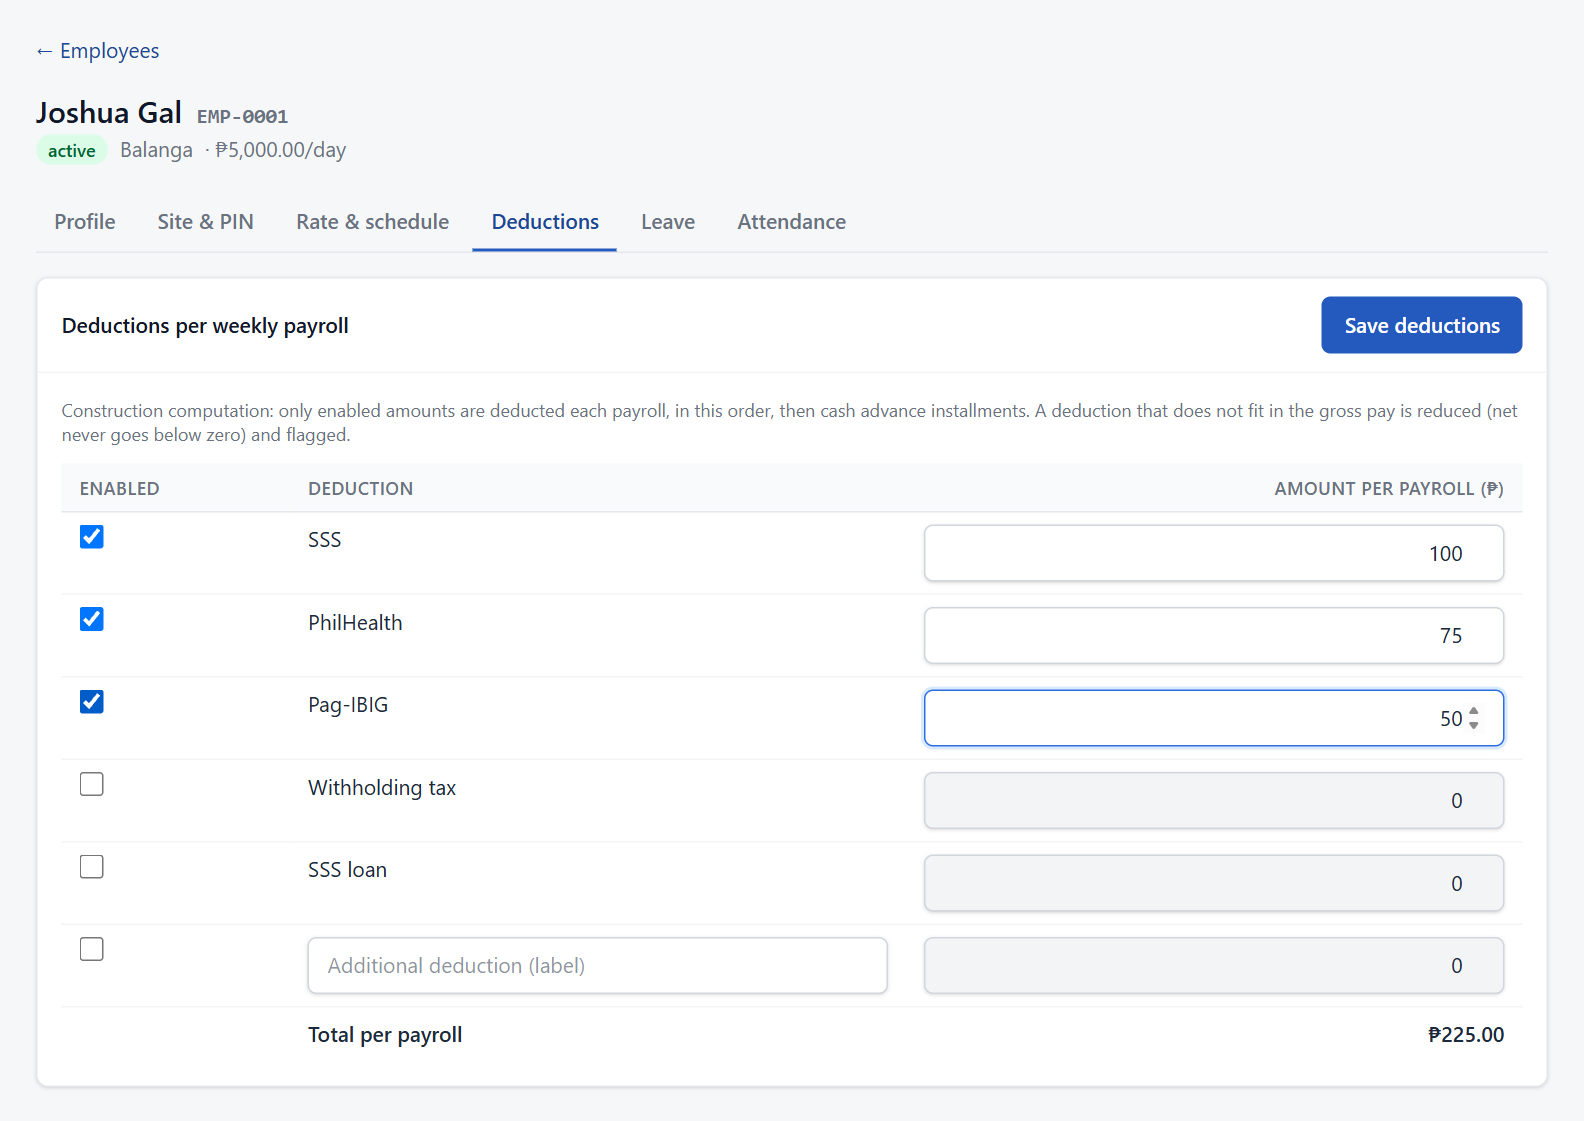 ← Employees
Joshua Gal EMP-0001
active Balanga · ₱5,000.00/day
Profile Site & PIN Rate & schedule Deductions Leave Attendance
Deductions per weekly payroll Save deductions
Construction computation: only enabled amounts are deducted each payroll, in this order, then cash advance installments. A deduction that does not fit in the gross pay is reduced (net
never goes below zero) and flagged.
ENABLED DEDUCTION AMOUNT PER PAYROLL (₱)
SSS 100
PhilHealth 75
Pag-IBIG 50
Withholding tax 0
SSS loan 0
Additional deduction (label) 0
Total per payroll ₱225.00